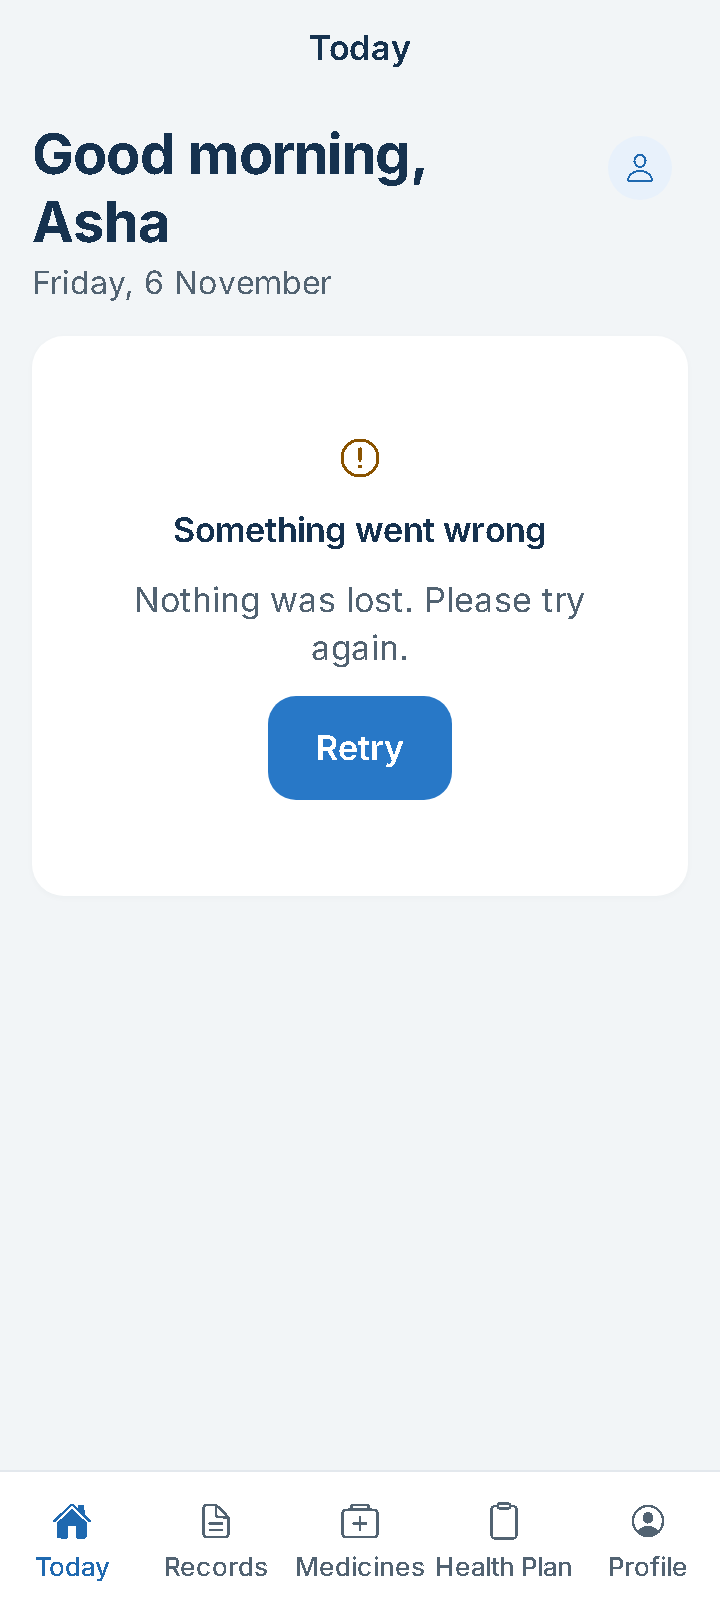 Today
Good morning,
Asha
Friday, 6 November
Something went wrong
Nothing was lost. Please try
again.
Retry
Today
Records
Medicines
Health Plan
Profile